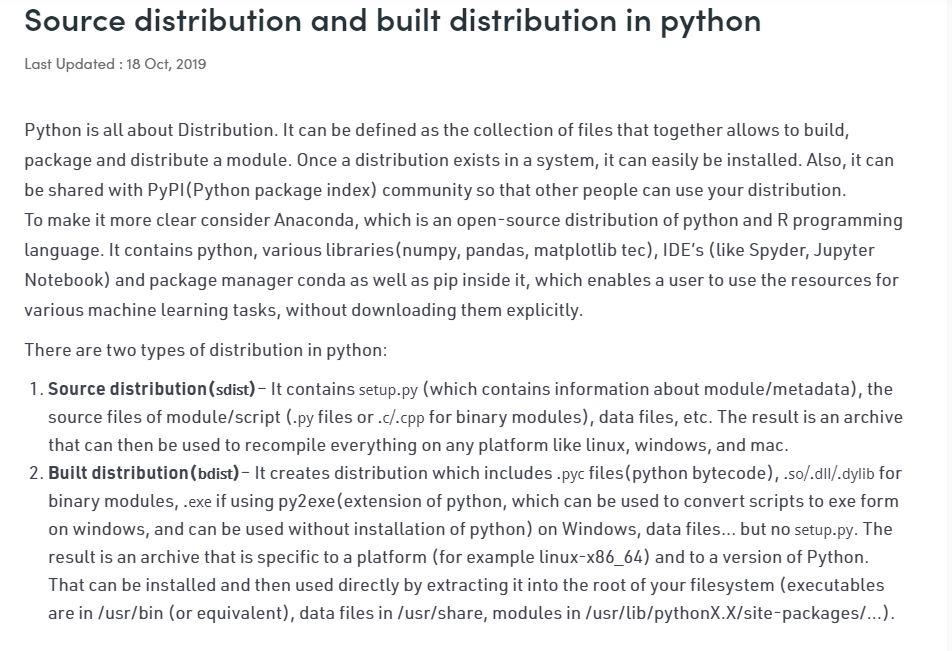 Source distribution and built distribution in python
Last Updated : 18 Oct, 2019
Python is all about Distribution. It can be defined as the collection of files that together allows to build,
package and distribute a module. Once a distribution exists in a system, it can easily be installed. Also, it can
be shared with PyPI(Python package index) community so that other people can use your distribution.
To make it more clear consider Anaconda, which is an open-source distribution of python and R programming
language. It contains python, various libraries(numpy, pandas, matplotlib tec), IDE's (like Spyder, Jupyter
Notebook) and package manager conda as well as pip inside it, which enables a user to use the resources for
various machine learning tasks, without downloading them explicitly.
There are two types of distribution in python:
1. Source distribution(sdist)– It contains setup.py (which contains information about module/metadata), the
source files of module/script (.py files or .c/.cpp for binary modules), data files, etc. The result is an archive
that can then be used to recompile everything on any platform like linux, windows, and mac.
2. Built distribution(bdist)– It creates distribution which includes .pyc files(python bytecode), .so/.dll/.dylib for
binary modules, .exe if using py2exe(extension of python, which can be used to convert scripts to exe form
on windows, and can be used without installation of python) on Windows, data files... but no setup.py. The
result is an archive that is specific to a platform (for example linux-x86_64) and to a version of Python.
That can be installed and then used directly by extracting it into the root of your filesystem (executables
are in /usr/bin (or equivalent), data files in /usr/share, modules in /usr/lib/pythonX.X/site-packages/...).